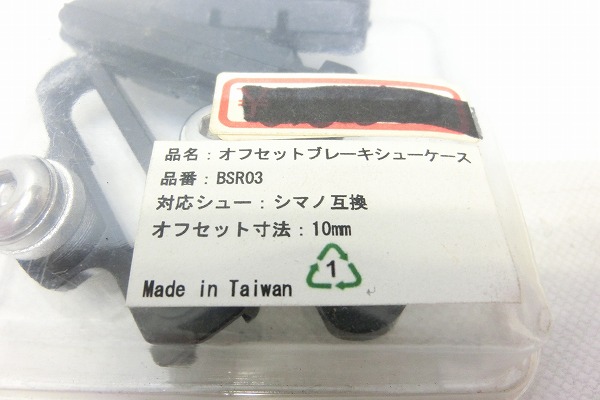 品名：オフセットブレーキシューケース
品番：BSR03
対応シュー：シマノ互換
オフセット寸法：10mm
Made in Taiwan
1